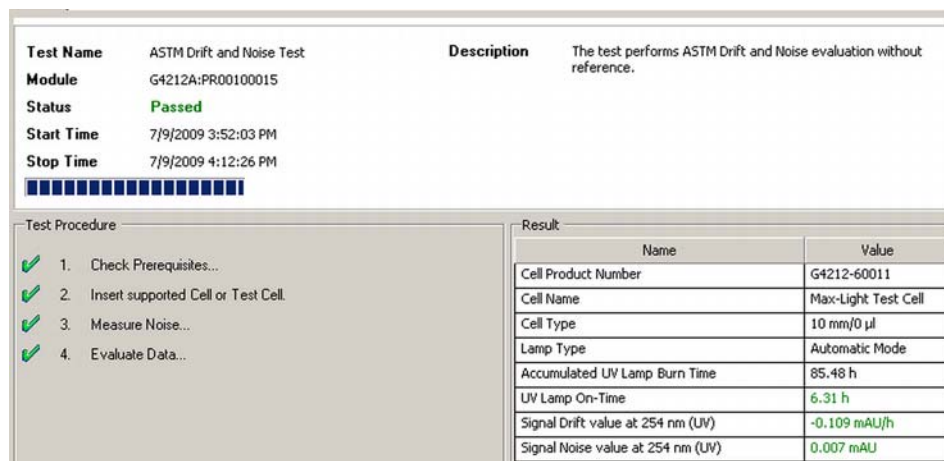 Test Name ASTM Drift and Noise Test Description The test performs ASTM Drift and Noise evaluation without
reference.
Module G4212A:PR00100015
Status Passed
Start Time 7/9/2009 3:52:03 PM
Stop Time 7/9/2009 4:12:26 PM
Test Procedure
1. Check Prerequisites...
2. Insert supported Cell or Test Cell.
3. Measure Noise...
4. Evaluate Data...
Result
Name Value
Cell Product Number G4212-60011
Cell Name Max-Light Test Cell
Cell Type 10 mm/0 µl
Lamp Type Automatic Mode
Accumulated UV Lamp Burn Time 85.48 h
UV Lamp On-Time 6.31 h
Signal Drift value at 254 nm (UV) -0.109 mAU/h
Signal Noise value at 254 nm (UV) 0.007 mAU